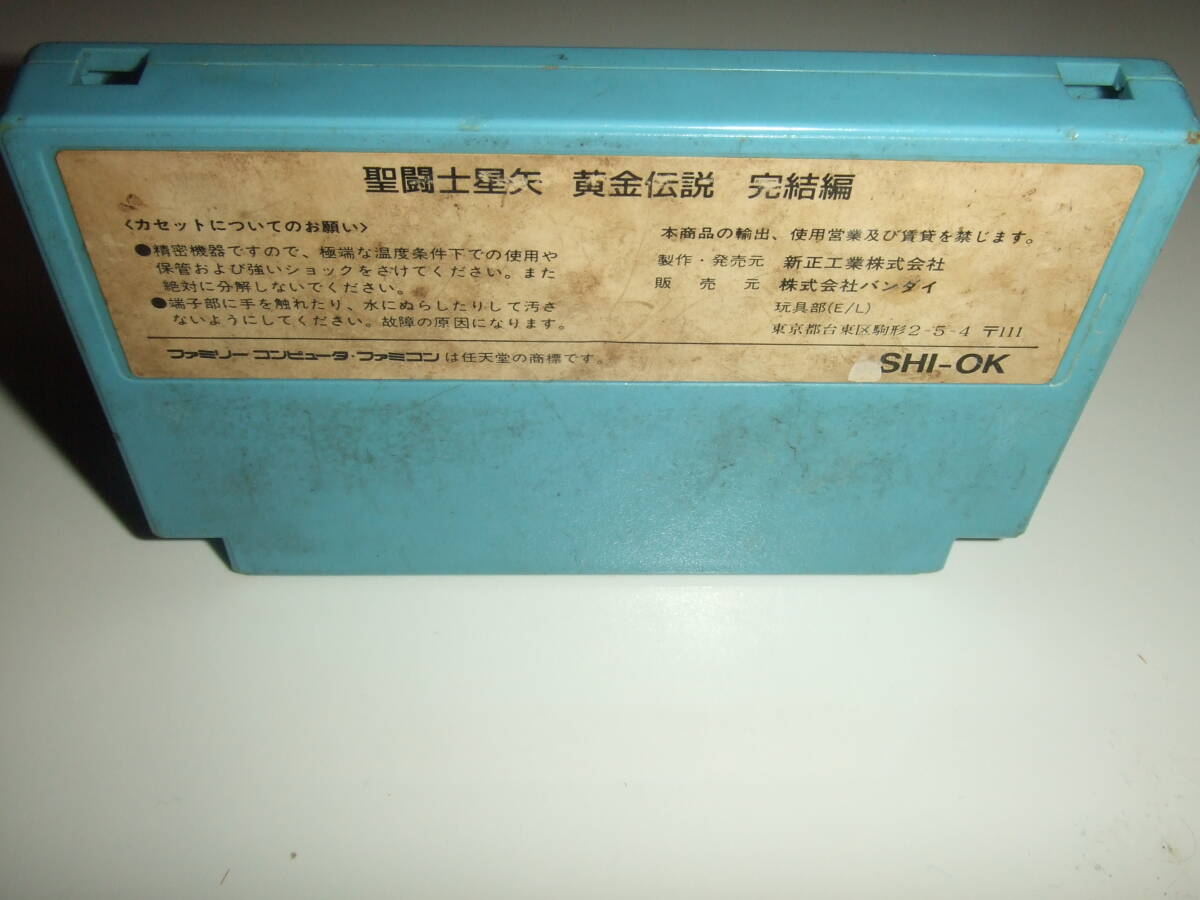 聖闘士星矢 黄金伝説 完結編
〈カセットについてのお願い〉
●精密機器ですので、極端な温度条件下での使用や
保管および強いショックをさけてください。また
絶対に分解しないでください。
●端子部に手を触れたり、水にぬらしたりして汚さ
ないようにしてください。故障の原因になります。
本商品の輸出、使用営業及び賃貸を禁じます。
製作・発売元 新正工業株式会社
販売元 株式会社バンダイ
玩具部(E/L)
東京都台東区駒形2-5-4 〒111
ファミリーコンピュータ・ファミコンは任天堂の商標です。
SHI-OK